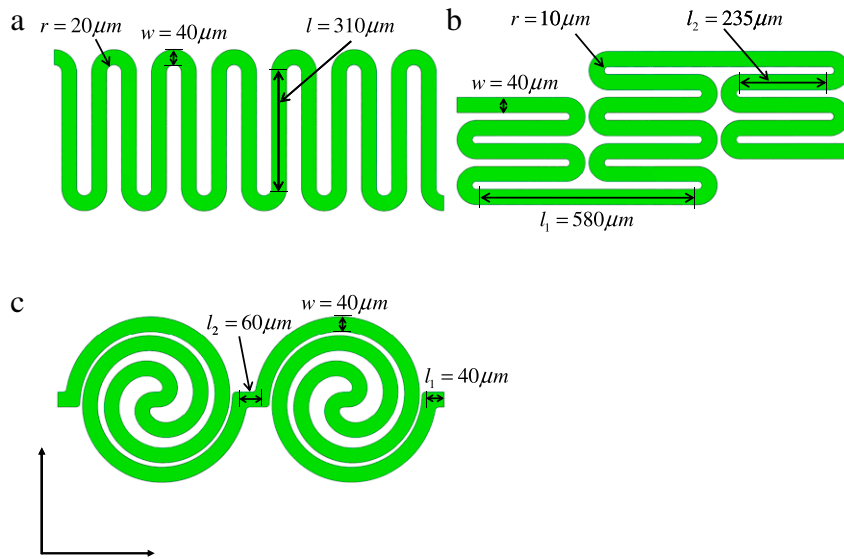 a
r = 20μm
w = 40μm
l = 310μm
b
r = 10μm
l₂ = 235μm
w = 40μm
l₁ = 580μm
c
l₂ = 60μm
w = 40μm
l₁ = 40μm